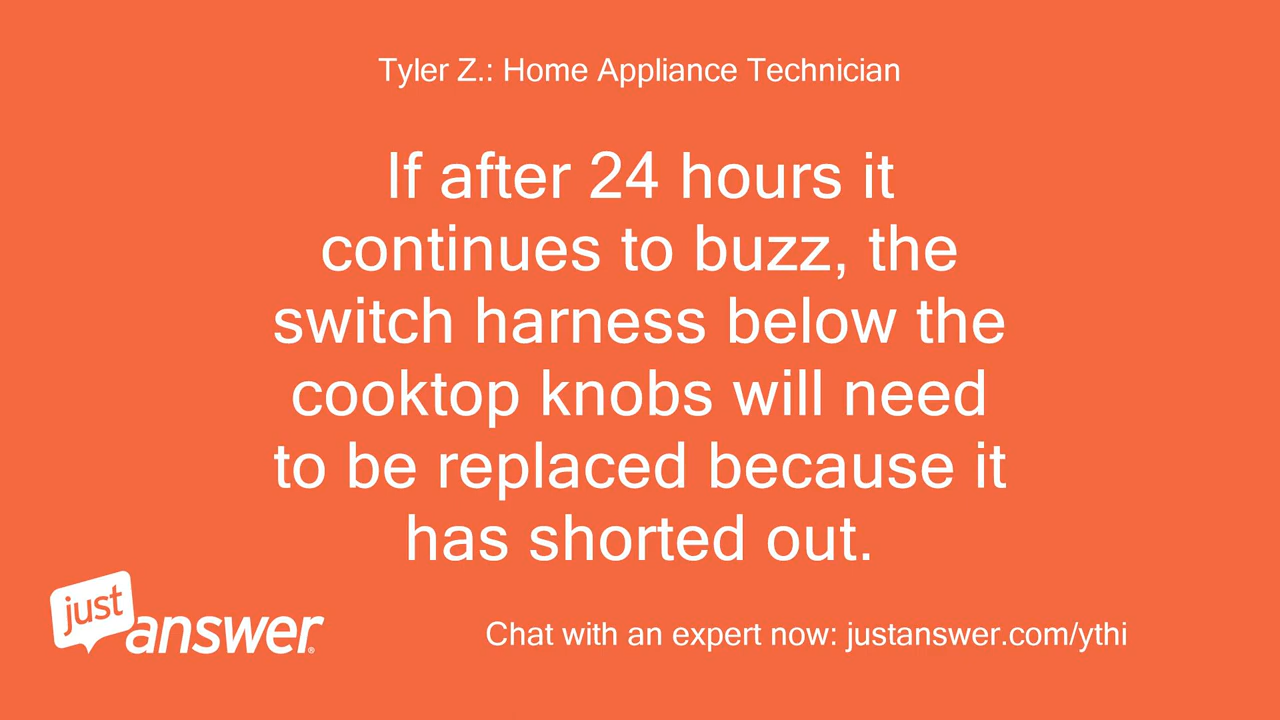 Tyler Z.: Home Appliance Technician
If after 24 hours it
continues to buzz, the
switch harness below the
cooktop knobs will need
to be replaced because it
has shorted out.
just
answer®
Chat with an expert now: justanswer.com/ythi